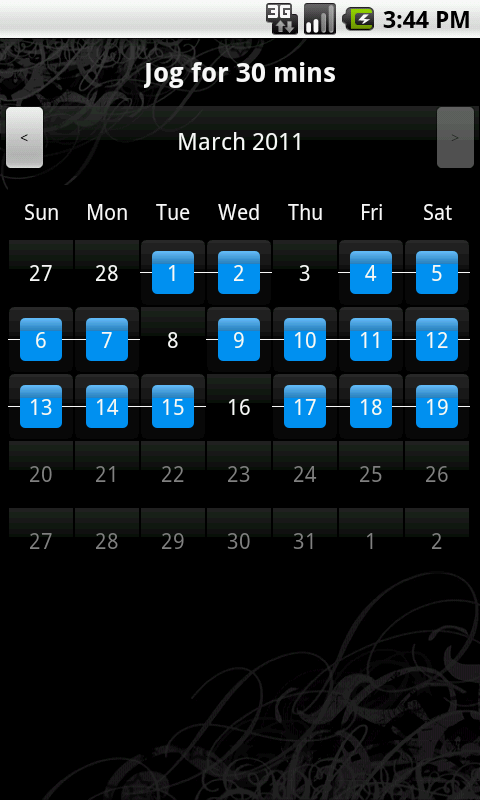 3G 3:44 PM
Jog for 30 mins
< March 2011 >
Sun Mon Tue Wed Thu Fri Sat
27 28 1 2 3 4 5
6 7 8 9 10 11 12
13 14 15 16 17 18 19
20 21 22 23 24 25 26
27 28 29 30 31 1 2